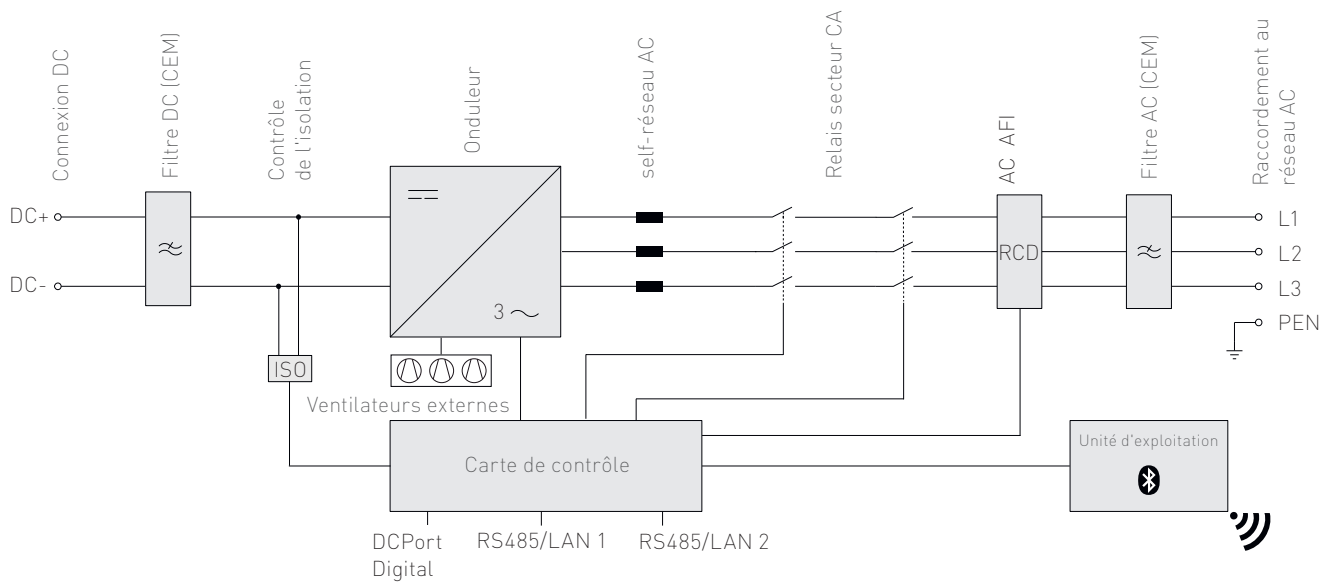 Connexion DC
Filtre DC (CEM)
Contrôle
de l'isolation
Onduleur
self-réseau AC
Relais secteur CA
AC AFI
Filtre AC (CEM)
Raccordement au
réseau AC
DC+
L1
RCD
L2
DC-
L3
3
PEN
ISO
Ventilateurs externes
Carte de contrôle
Unité d'exploitation
DCPort
Digital
RS485/LAN 1
RS485/LAN 2